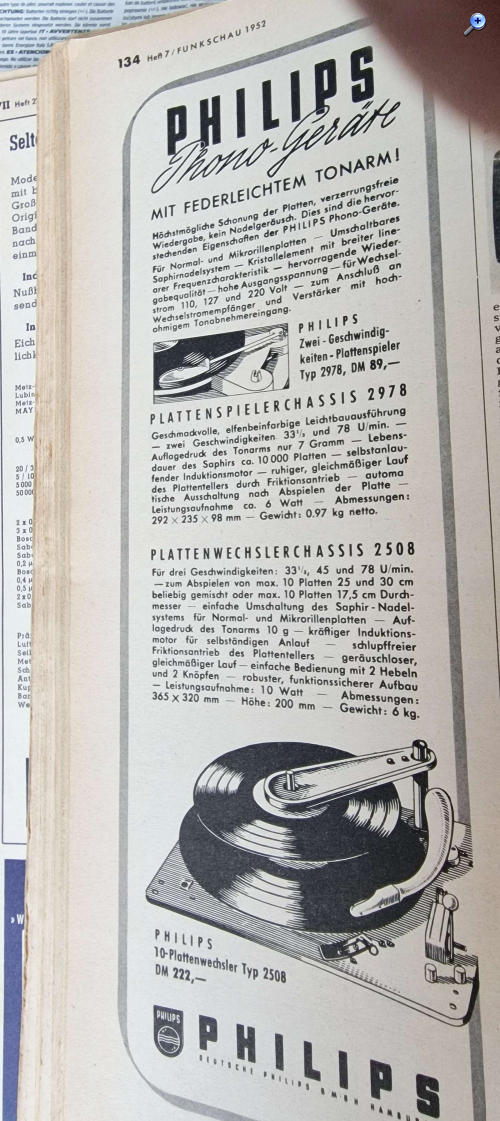 134 Heft 7 / FUNKSCHAU 1952
PHILIPS
Phono-Geräte
MIT FEDERLEICHTEM TONARM!
Höchstmögliche Schonung der Platten, verzerrungsfreie
Wiedergabe, kein Nadelgeräusch. Dies sind die hervor-
stechenden Eigenschaften der PHILIPS Phono-Geräte.
Für Normal- und Mikrorillenplatten — Umschaltbares
Saphirnadelsystem — Kristallelement mit breiter line-
arer Frequenzcharakteristik — hervorragende Wieder-
gabequalität — hohe Ausgangsspannung — für Wechsel-
strom 110, 127 und 220 Volt — zum Anschluß an
Wechselstromempfänger und Verstärker mit hoch-
ohmigem Tonabnehmereingang.
PHILIPS
Zwei-Geschwindig-
keiten-Plattenspieler
Typ 2978, DM 89,—
PLATTENSPIELERCHASSIS 2978
Geschmackvolle, elfenbeinfarbige Leichtbauausführung
— zwei Geschwindigkeiten 33¹/₃ und 78 U/min. —
Auflagedruck des Tonarms nur 7 Gramm — Lebens-
dauer des Saphirs ca. 10 000 Platten — selbstanlau-
fender Induktionsmotor — ruhiger, gleichmäßiger Lauf
des Plattentellers durch Friktionsantrieb — automa
tische Ausschaltung nach Abspielen der Platte —
Leistungsaufnahme ca. 6 Watt — Abmessungen:
292 × 235 × 98 mm — Gewicht: 0.97 kg netto.
PLATTENWECHSLERCHASSIS 2508
Für drei Geschwindigkeiten: 33¹/₃, 45 und 78 U/min.
— zum Abspielen von max. 10 Platten 25 und 30 cm
beliebig gemischt oder max. 10 Platten 17,5 cm Durch-
messer — einfache Umschaltung des Saphir-Nadel-
systems für Normal- und Mikrorillenplatten — Auf-
lagedruck des Tonarms 10 g — kräftiger Induktions-
motor für selbständigen Anlauf — schlupffreier
Friktionsantrieb des Plattentellers — geräuschloser,
gleichmäßiger Lauf — einfache Bedienung mit 2 Hebeln
und 2 Knöpfen — robuster, funktionssicherer Aufbau
— Leistungsaufnahme: 10 Watt — Abmessungen:
365 × 320 mm — Höhe: 200 mm — Gewicht: 6 kg.
PHILIPS
10-Plattenwechsler Typ 2508
DM 222,—
PHILIPS
PHILIPS
DEUTSCHE PHILIPS GMBH HAMBURG